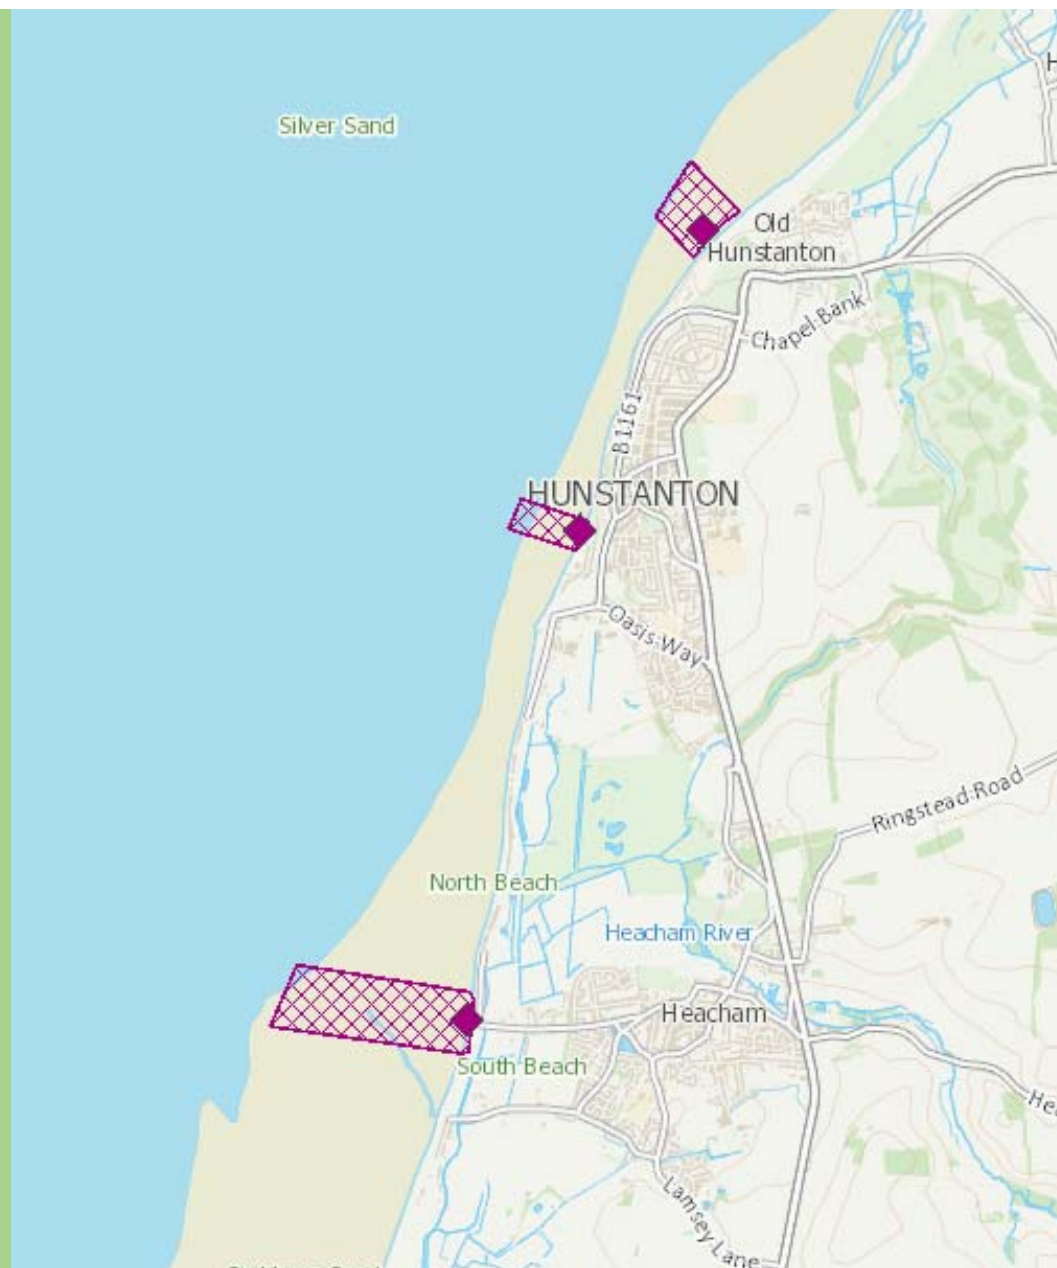 H
Silver Sand
Old
Hunstanton
Chapel Bank
B1161
HUNSTANTON
Oasis Way
Ringstead Road
North Beach
Heacham River
Heacham
South Beach
Hea
Lamsey Lane